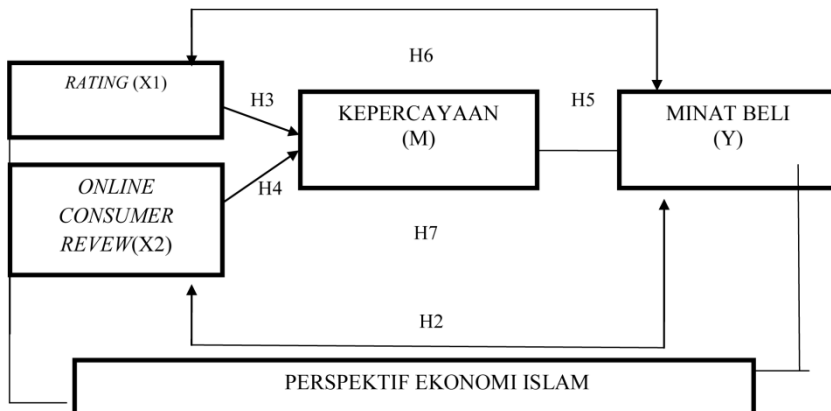 H6
RATING (X1)
H3
KEPERCAYAAN
(M)
H5
MINAT BELI
(Y)
ONLINE
CONSUMER
REVEW(X2)
H4
H7
H2
PERSPEKTIF EKONOMI ISLAM